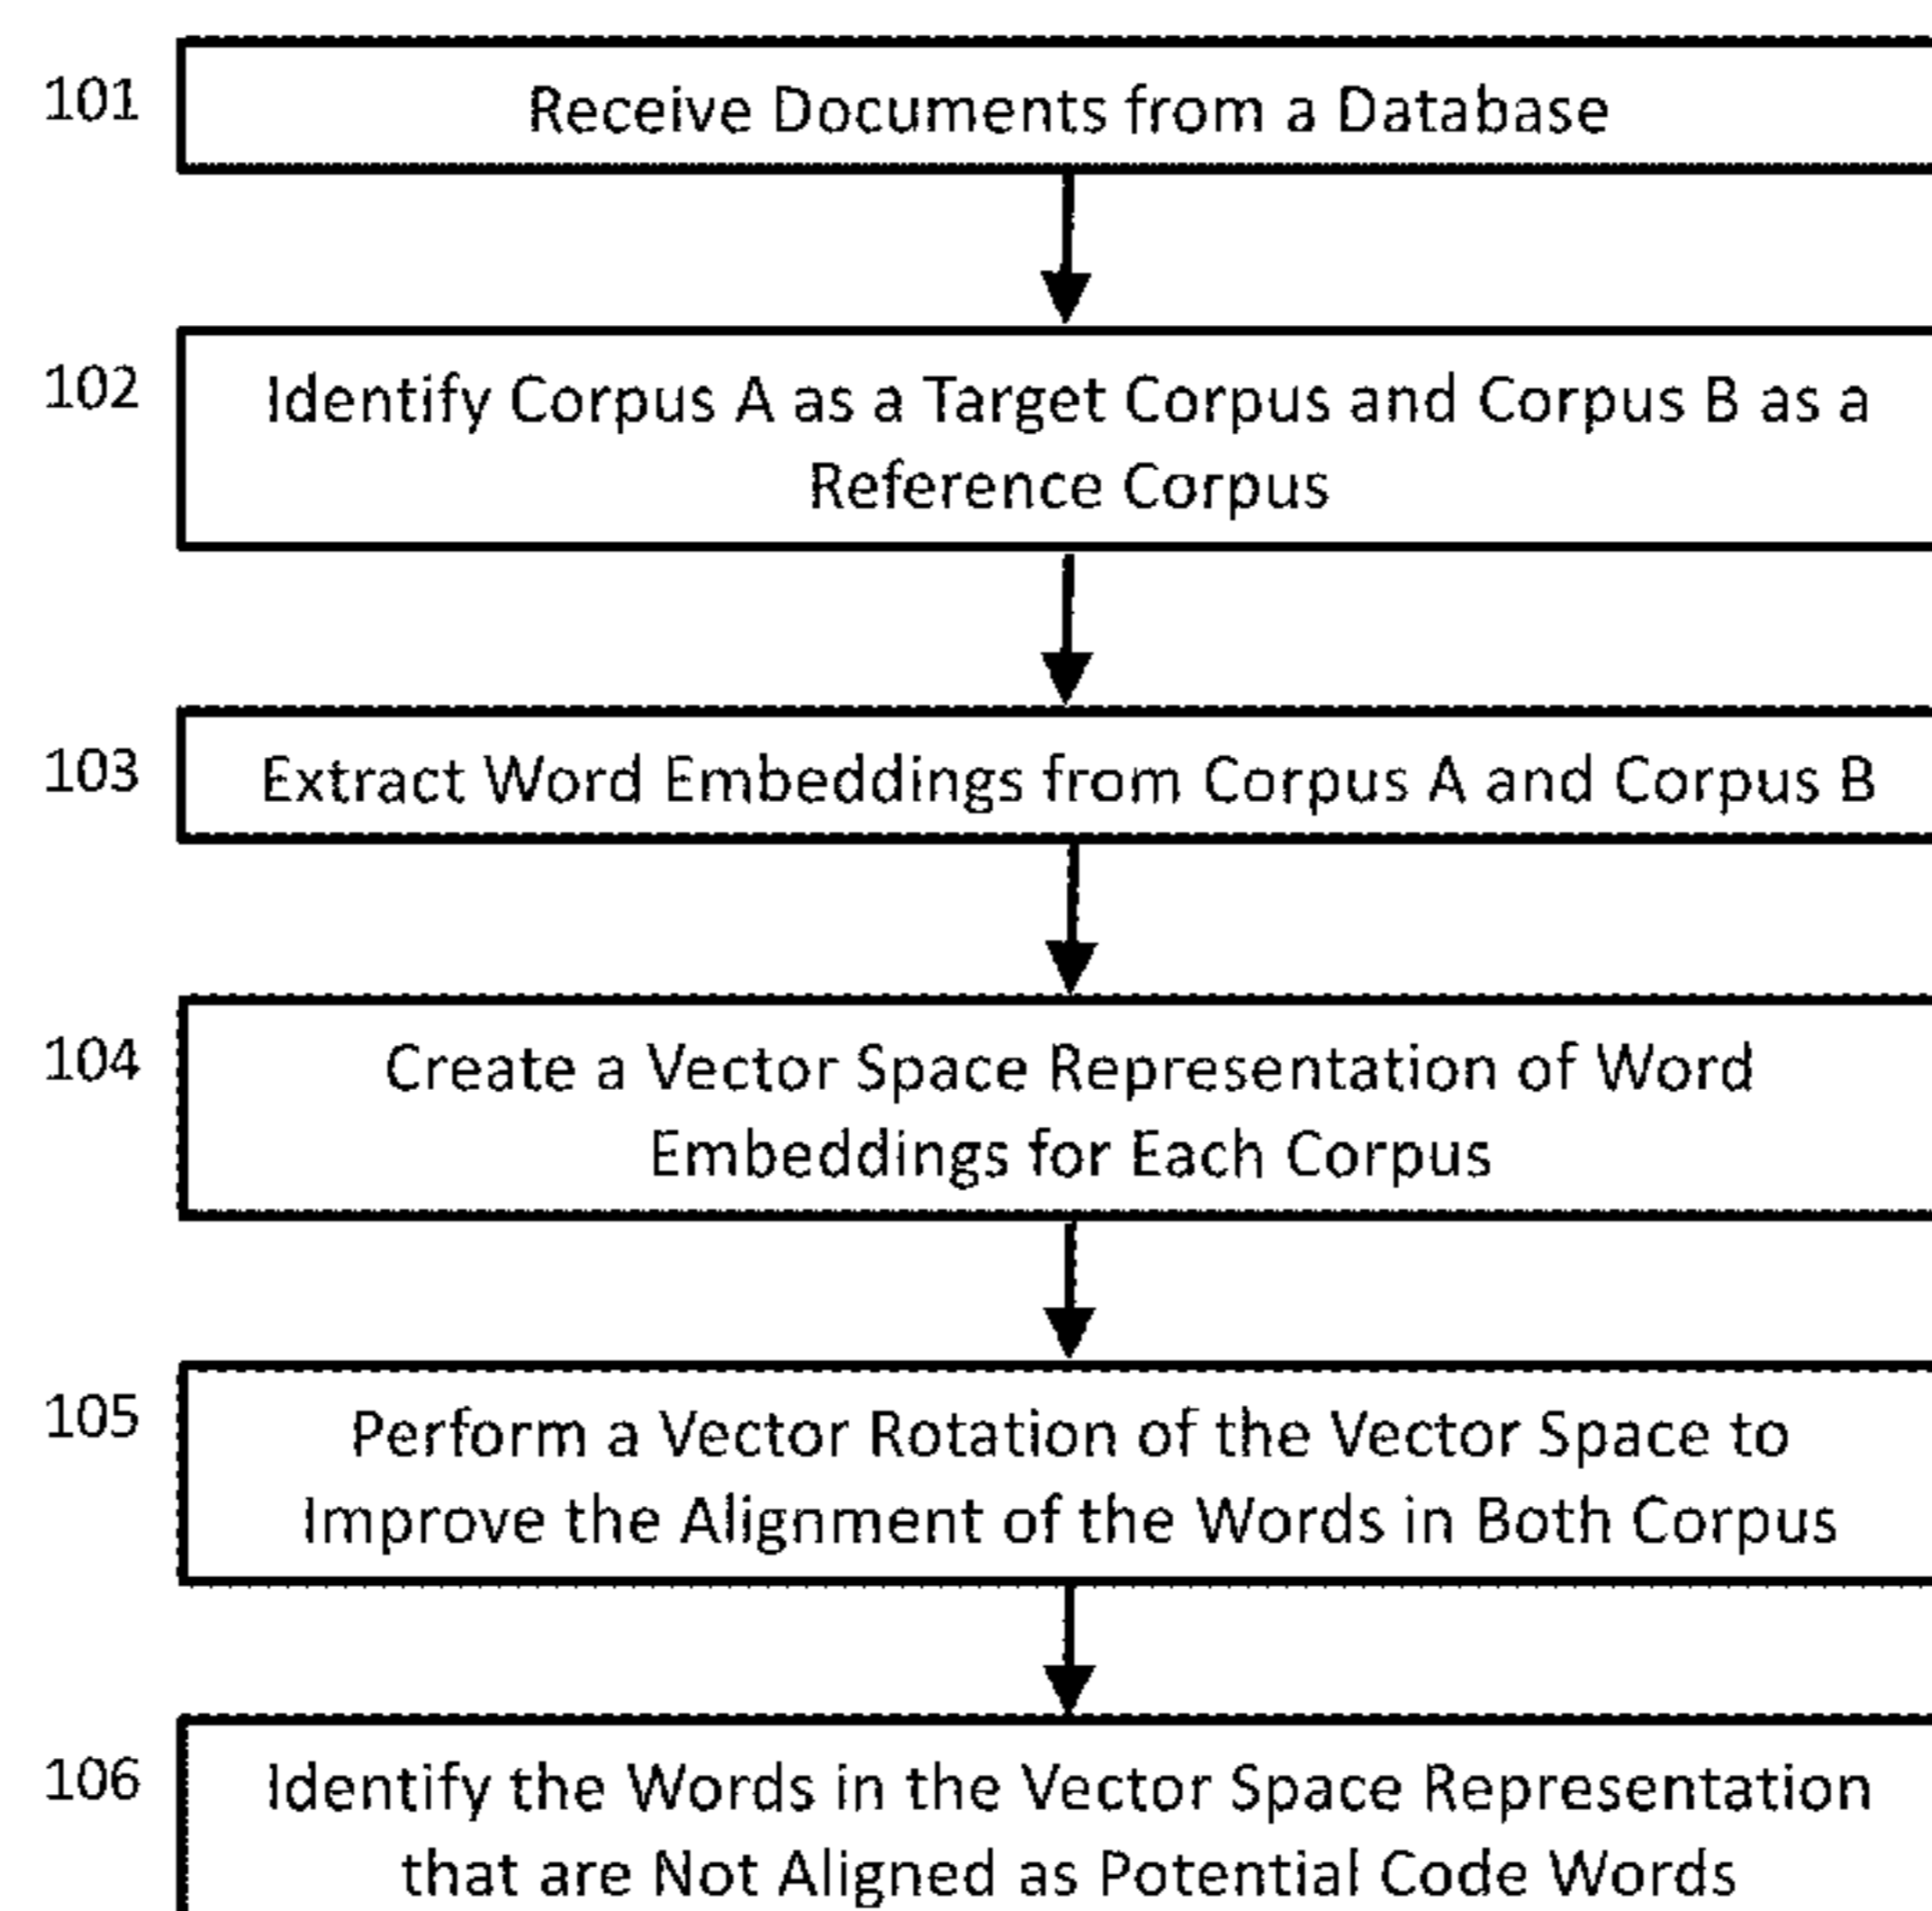 101
Receive Documents from a Database
102
Identify Corpus A as a Target Corpus and Corpus B as a
Reference Corpus
103
Extract Word Embeddings from Corpus A and Corpus B
104
Create a Vector Space Representation of Word
Embeddings for Each Corpus
105
Perform a Vector Rotation of the Vector Space to
Improve the Alignment of the Words in Both Corpus
106
Identify the Words in the Vector Space Representation
that are Not Aligned as Potential Code Words